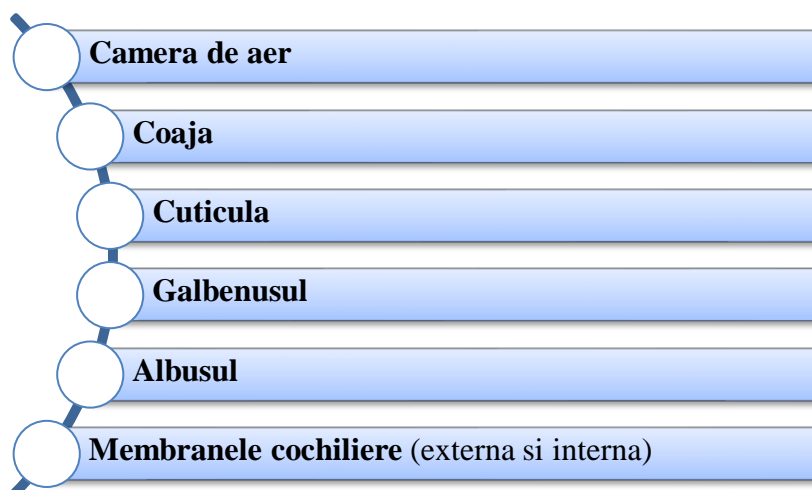 Camera de aer
Coaja
Cuticula
Galbenusul
Albusul
Membranele cochiliere (externa si interna)